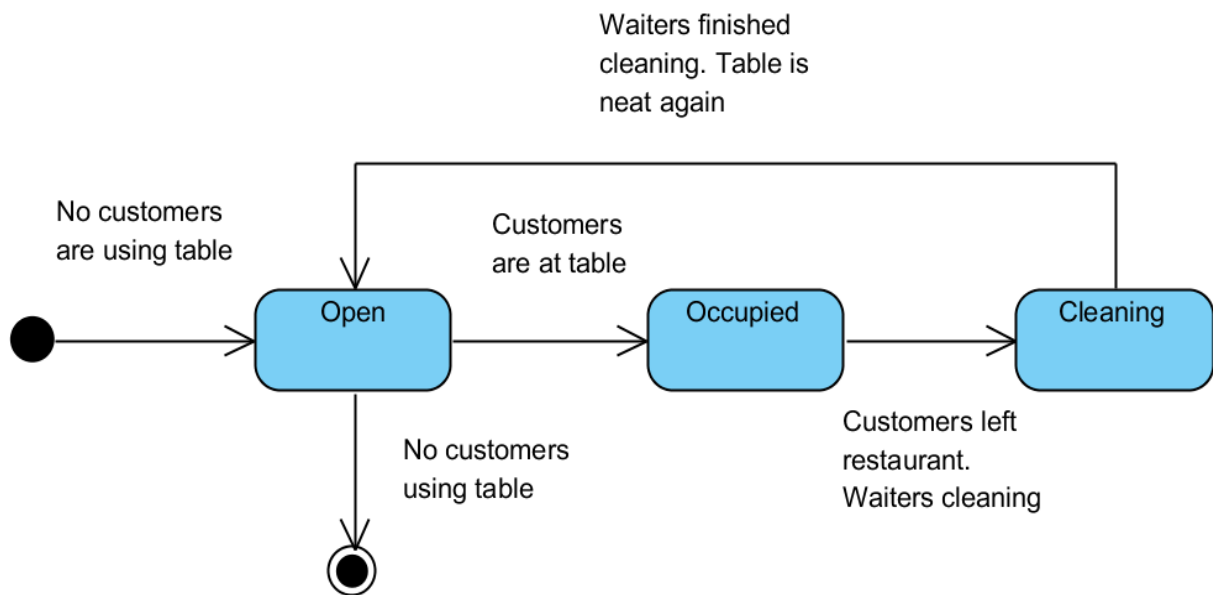 Waiters finished
cleaning. Table is
neat again
No customers
are using table
Customers
are at table
Open
Occupied
Cleaning
No customers
using table
Customers left
restaurant.
Waiters cleaning